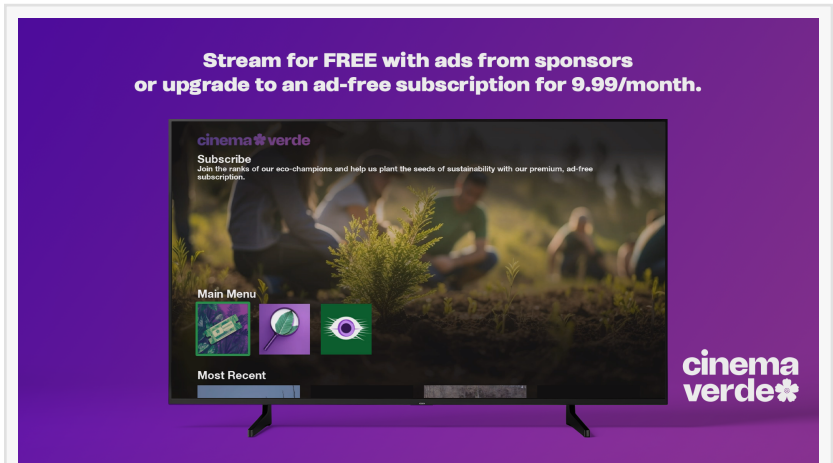 Stream for FREE with ads from sponsors
or upgrade to an ad-free subscription for 9.99/month.
cinema verde
Subscribe
Join the ranks of our eco-champions and help us plant the seeds of sustainability with our premium, ad-free
subscription.
Main Menu
Most Recent
cinema
verde